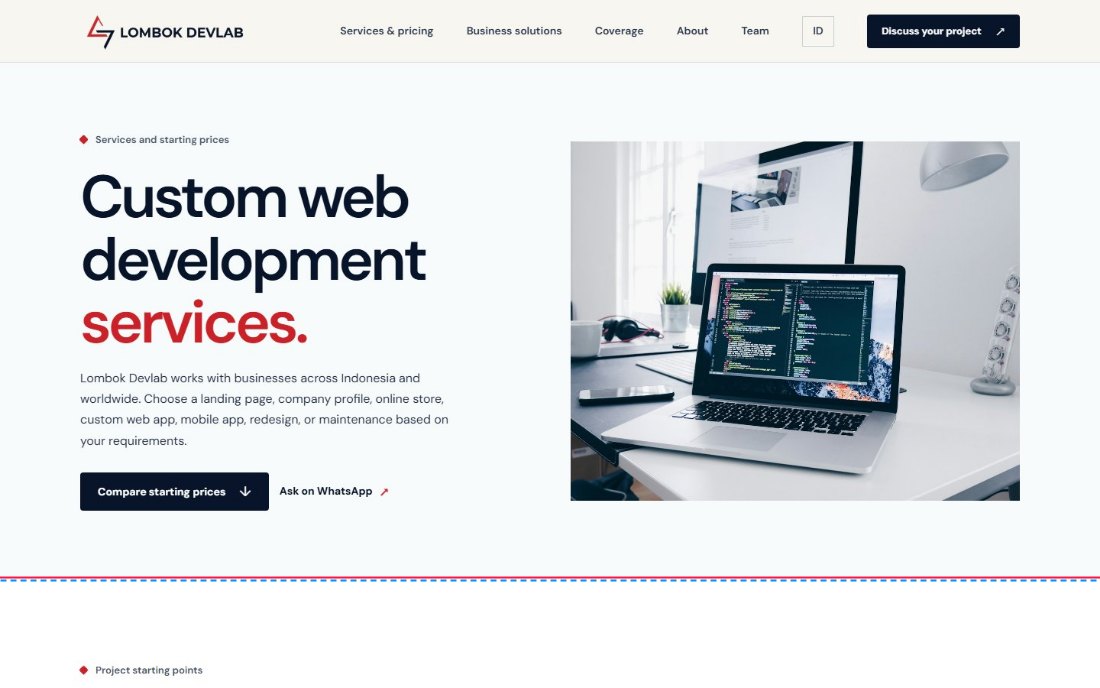 LOMBOK DEVLAB
Services & pricing
Business solutions
Coverage
About
Team
ID
Discuss your project ↗
Services and starting prices
Custom web
development
services.
Lombok Devlab works with businesses across Indonesia and
worldwide. Choose a landing page, company profile, online store,
custom web app, mobile app, redesign, or maintenance based on
your requirements.
Compare starting prices ↓
Ask on WhatsApp ↗
Project starting points